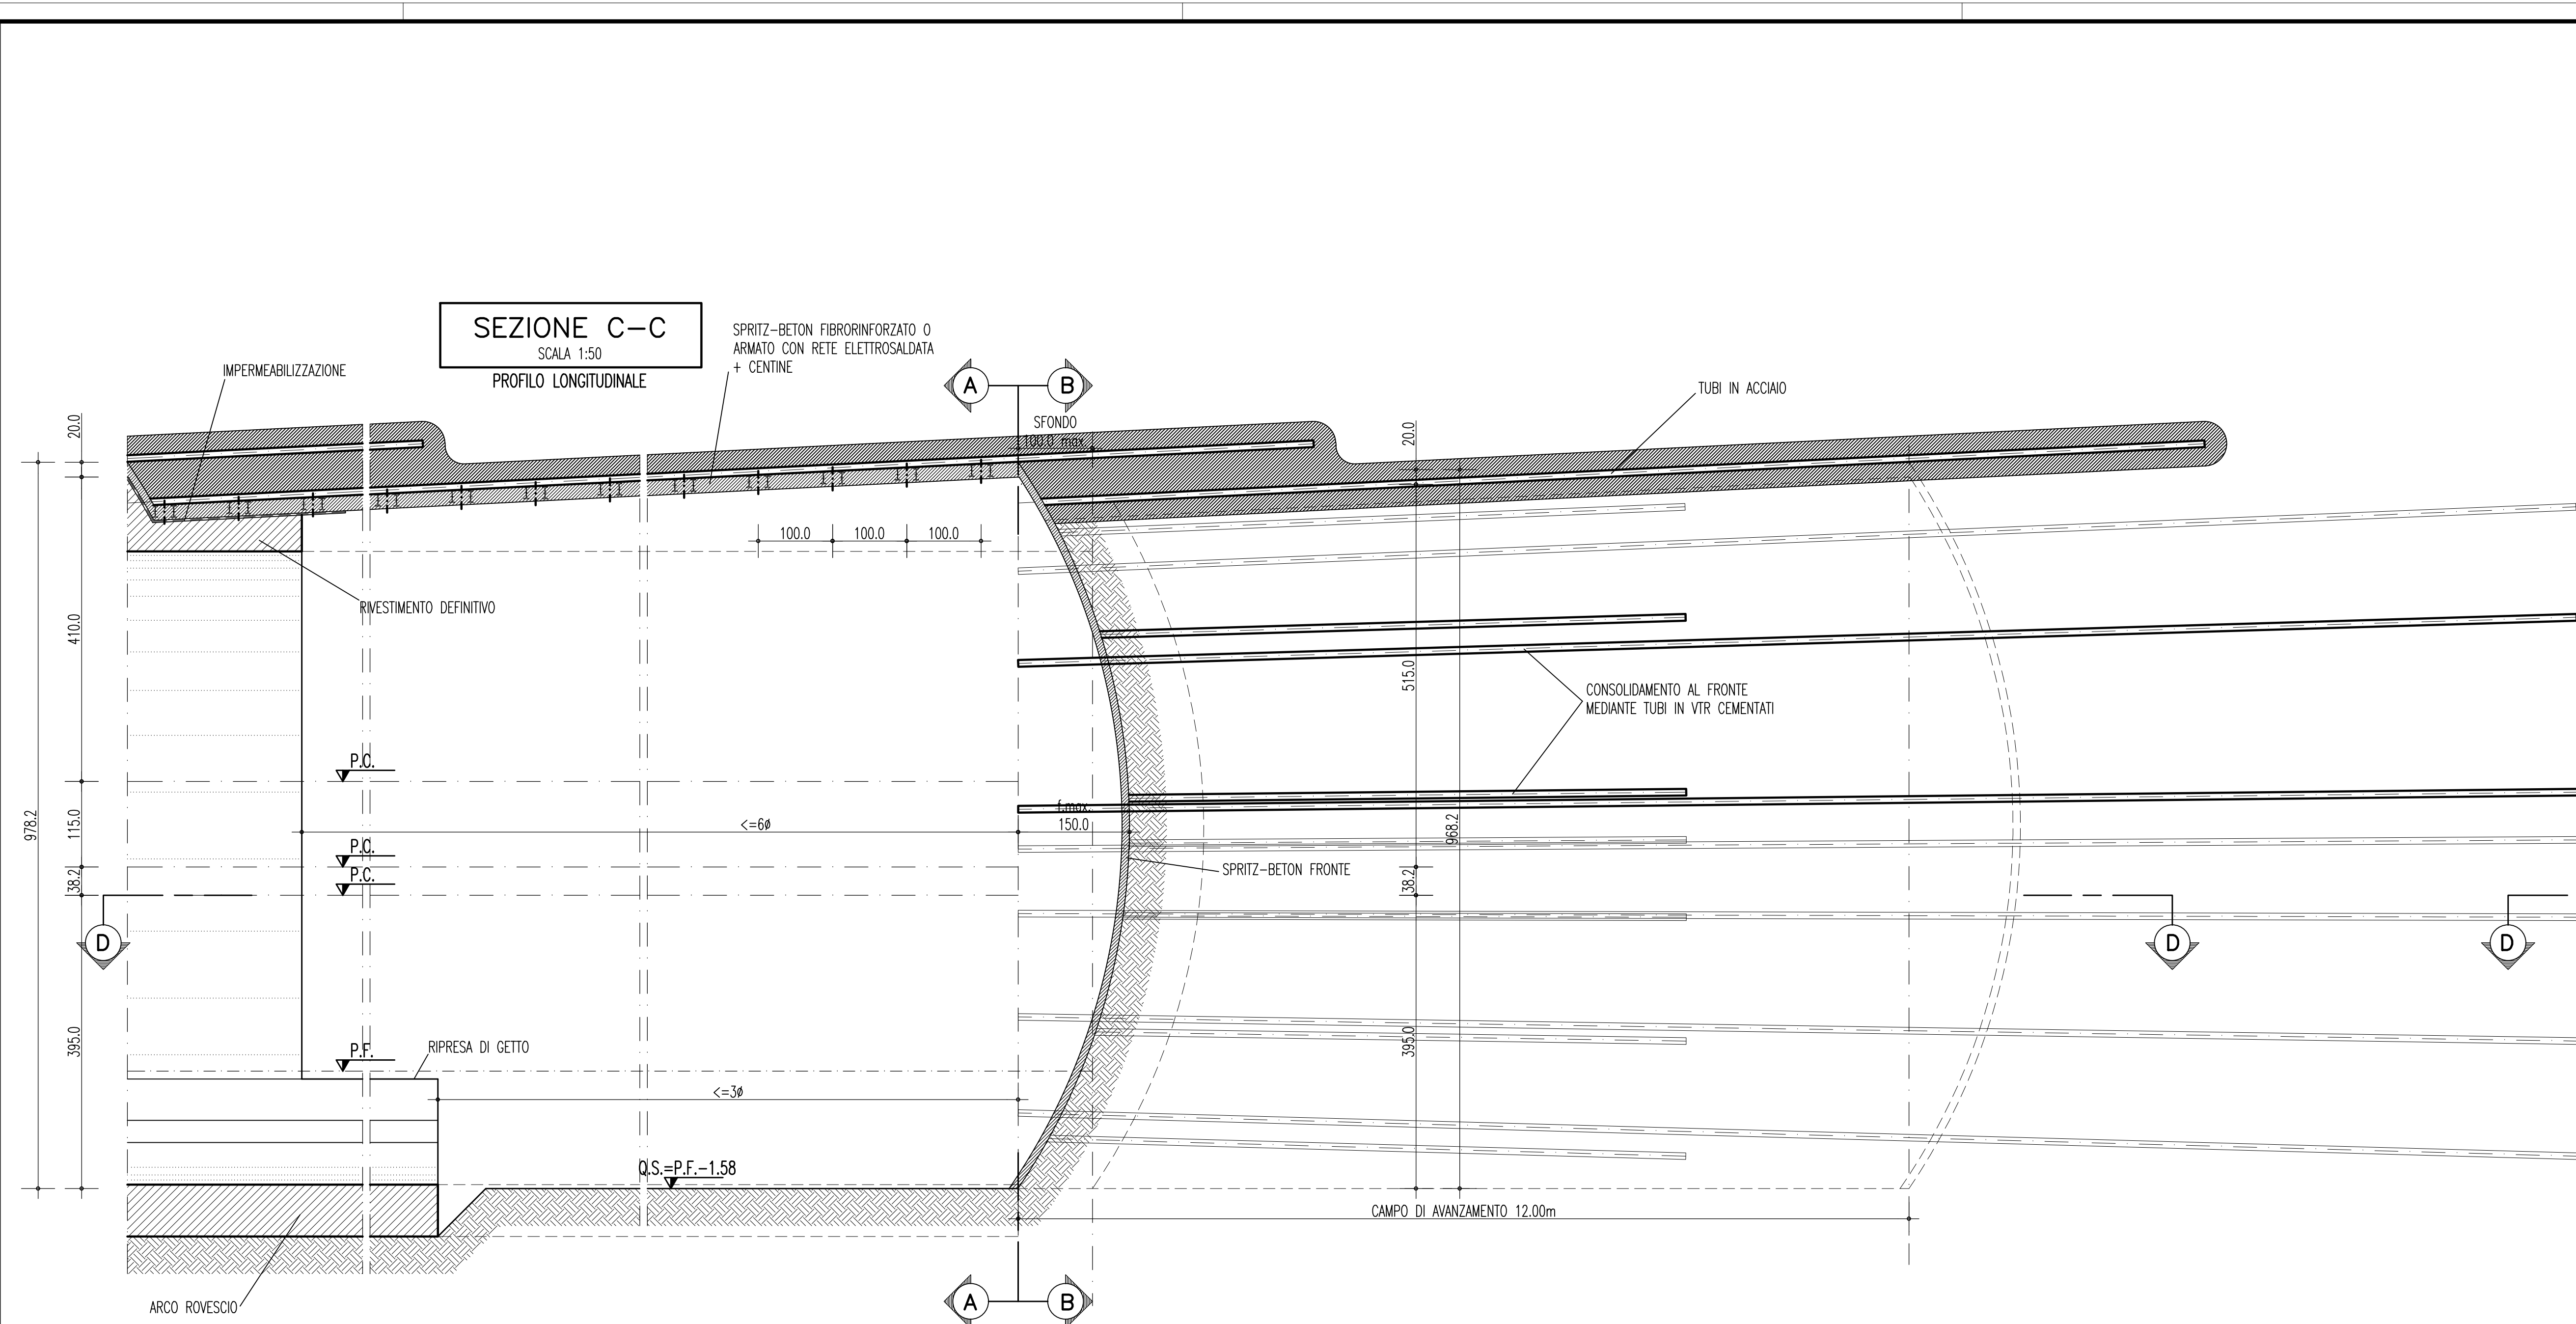 SEZIONE C-C
SCALA 1:50
PROFILO LONGITUDINALE
SPRITZ-BETON FIBRORINFORZATO O
ARMATO CON RETE ELETTROSALDATA
+ CENTINE
IMPERMEABILIZZAZIONE
A
B
SFONDO
100.0 max.
TUBI IN ACCIAIO
20.0
20.0
100.0
100.0
100.0
RIVESTIMENTO DEFINITIVO
410.0
515.0
CONSOLIDAMENTO AL FRONTE
MEDIANTE TUBI IN VTR CEMENTATI
P.C.
978.2
115.0
<=6ø
f.max.
150.0
968.2
P.C.
SPRITZ-BETON FRONTE
P.C.
38.2
38.2
D
D
D
395.0
395.0
P.F.
RIPRESA DI GETTO
<=3ø
Q.S.=P.F.-1.58
CAMPO DI AVANZAMENTO 12.00m
ARCO ROVESCIO
A
B